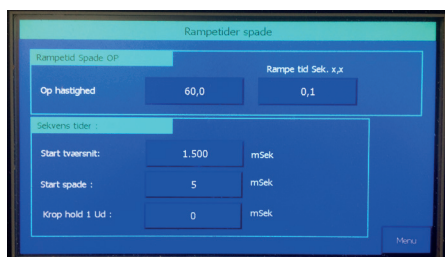 Rampetider spade
Rampetid Spade OP
Rampe tid Sek. x,x
Op hastighed 60,0 0,1
Sekvens tider :
Start tværsnit: 1.500 mSek
Start spade : 5 mSek
Krop hold 1 Ud : 0 mSek
Menu